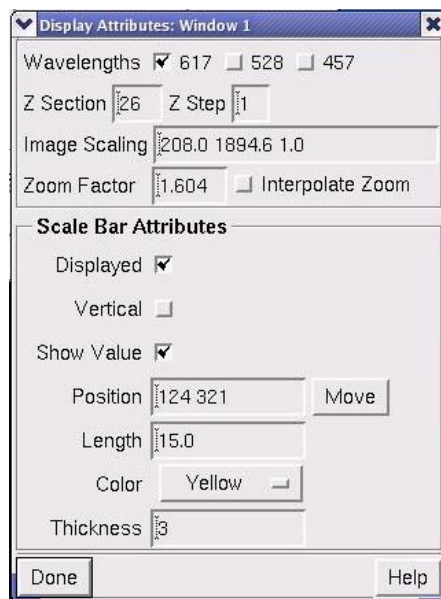 Display Attributes: Window 1
Wavelengths 617 528 457
Z Section 26 Z Step 1
Image Scaling 208.0 1894.6 1.0
Zoom Factor 1.604 Interpolate Zoom
Scale Bar Attributes
Displayed
Vertical
Show Value
Position 124 321 Move
Length 15.0
Color Yellow
Thickness 3
Done Help